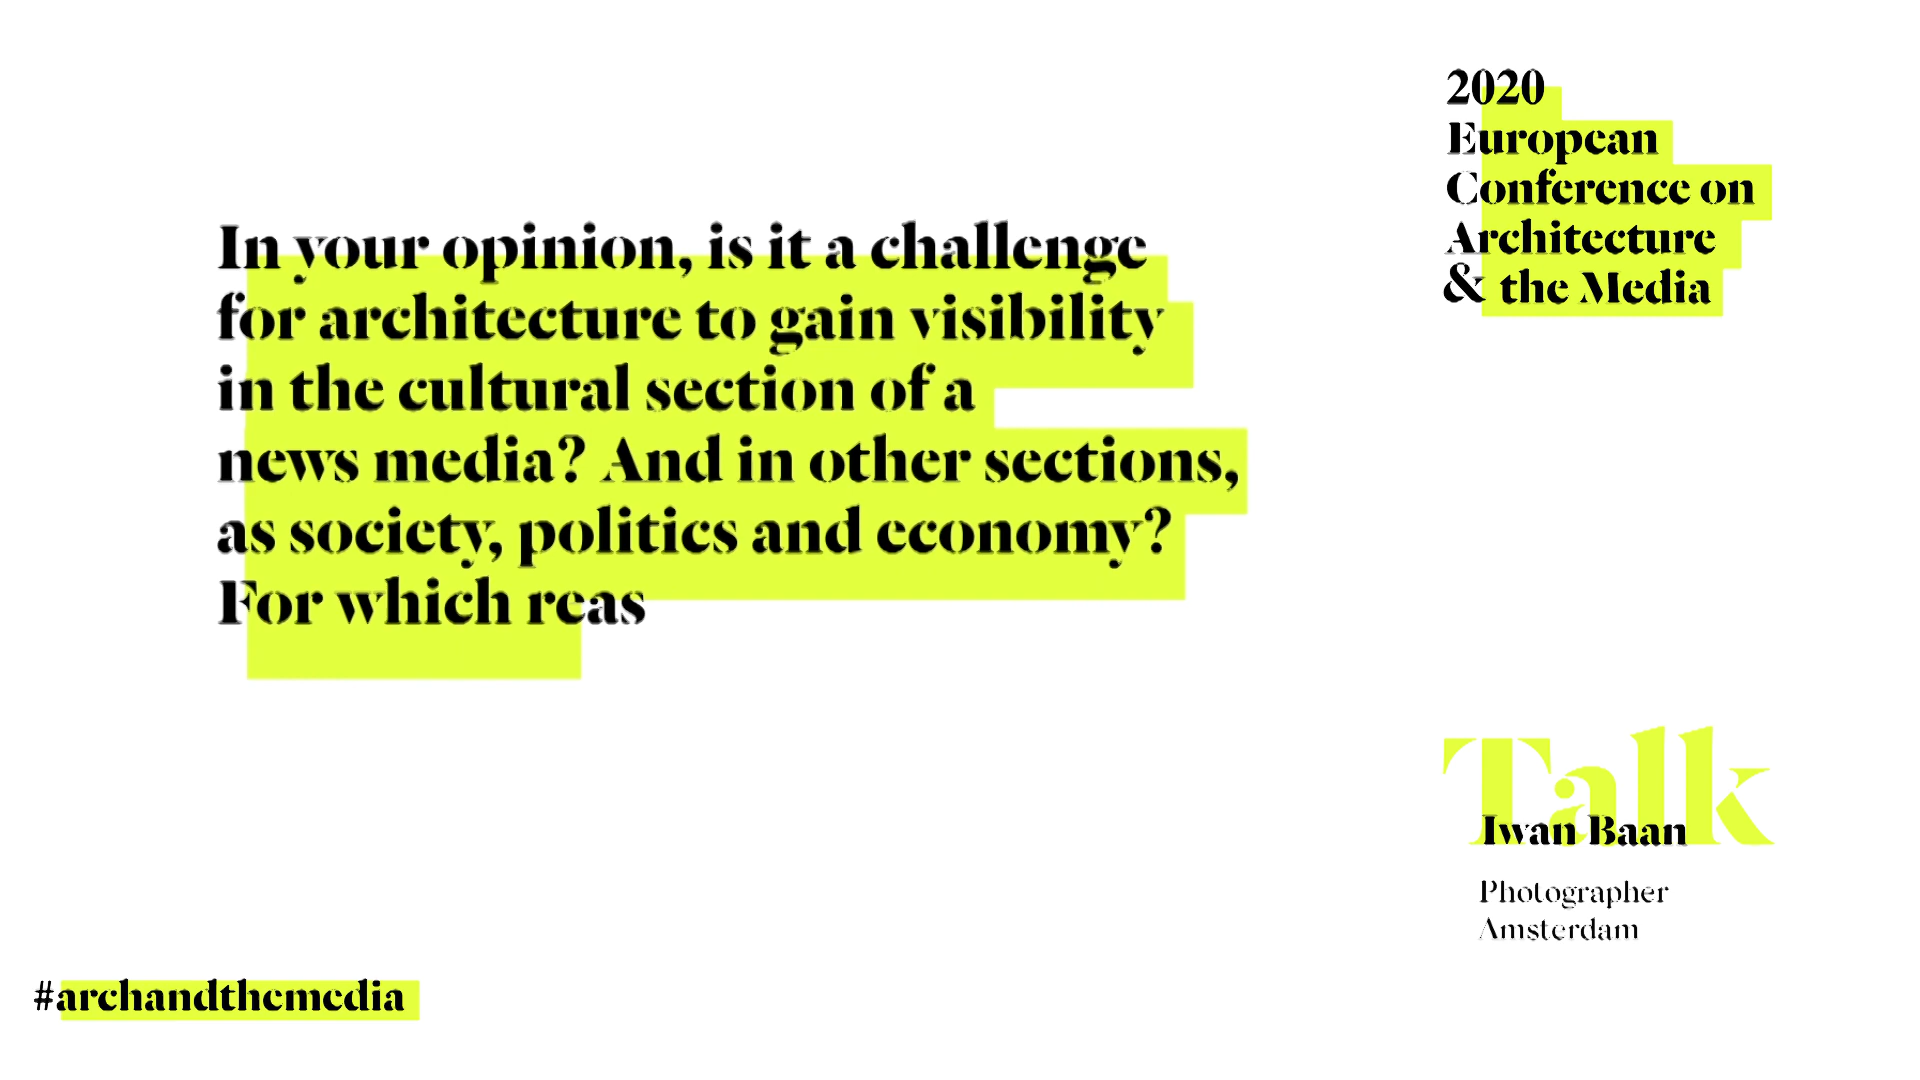 In your opinion, is it a challenge
for architecture to gain visibility
in the cultural section of a
news media? And in other sections,
as society, politics and economy?
For which reas
2020
European
Conference on
Architecture
& the Media
Talk
Iwan Baan
Photographer
Amsterdam
#archandthemedia